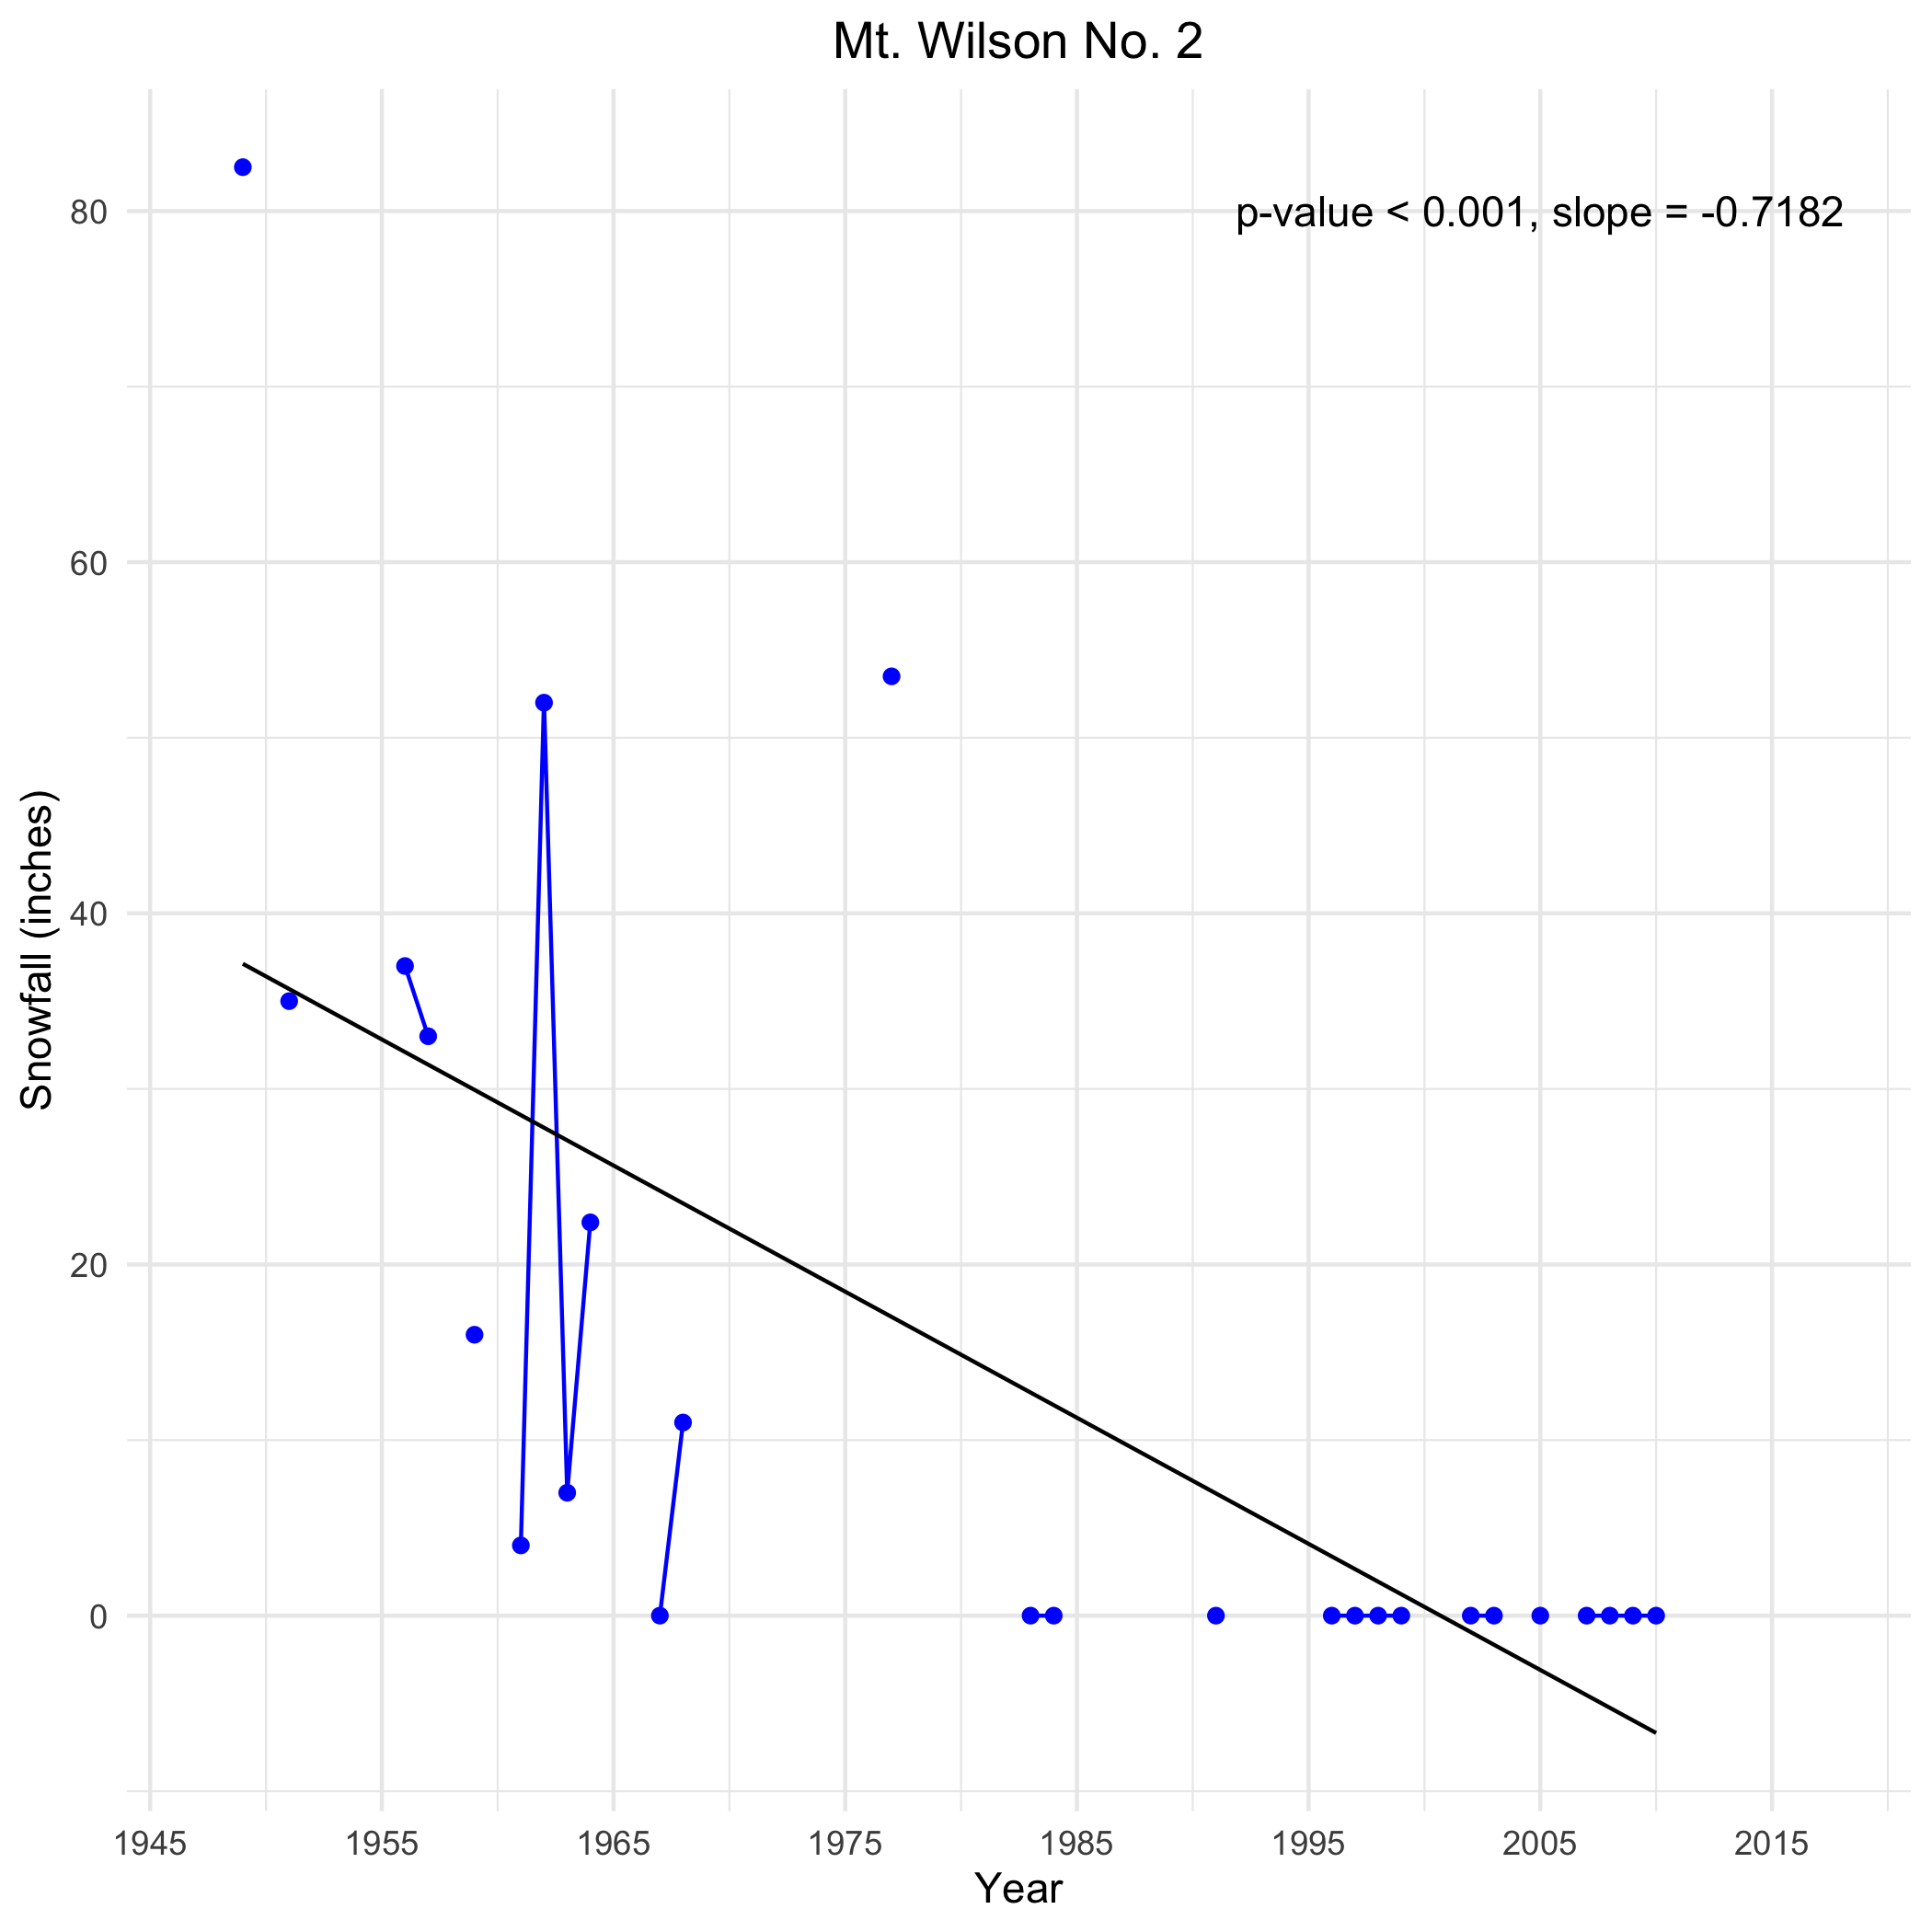 Mt. Wilson No. 2
p-value < 0.001, slope = -0.7182
Snowfall (inches)
80
60
40
20
0
1945 1955 1965 1975 1985 1995 2005 2015
Year